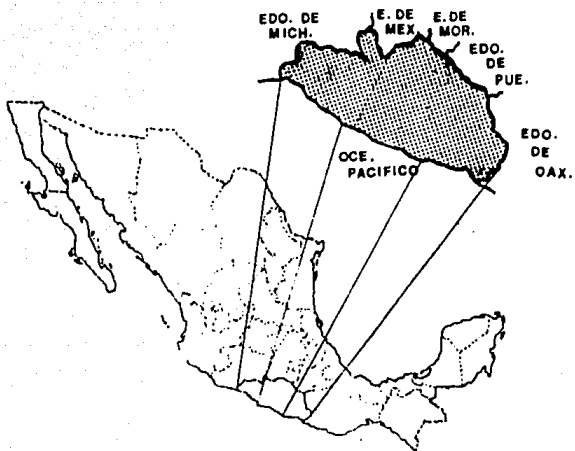 EDO. DE
MICH.
E. DE
MEX
E. DE
MOR.
EDO.
DE
PUE.
EDO.
DE
OAX.
OCE.
PACIFICO